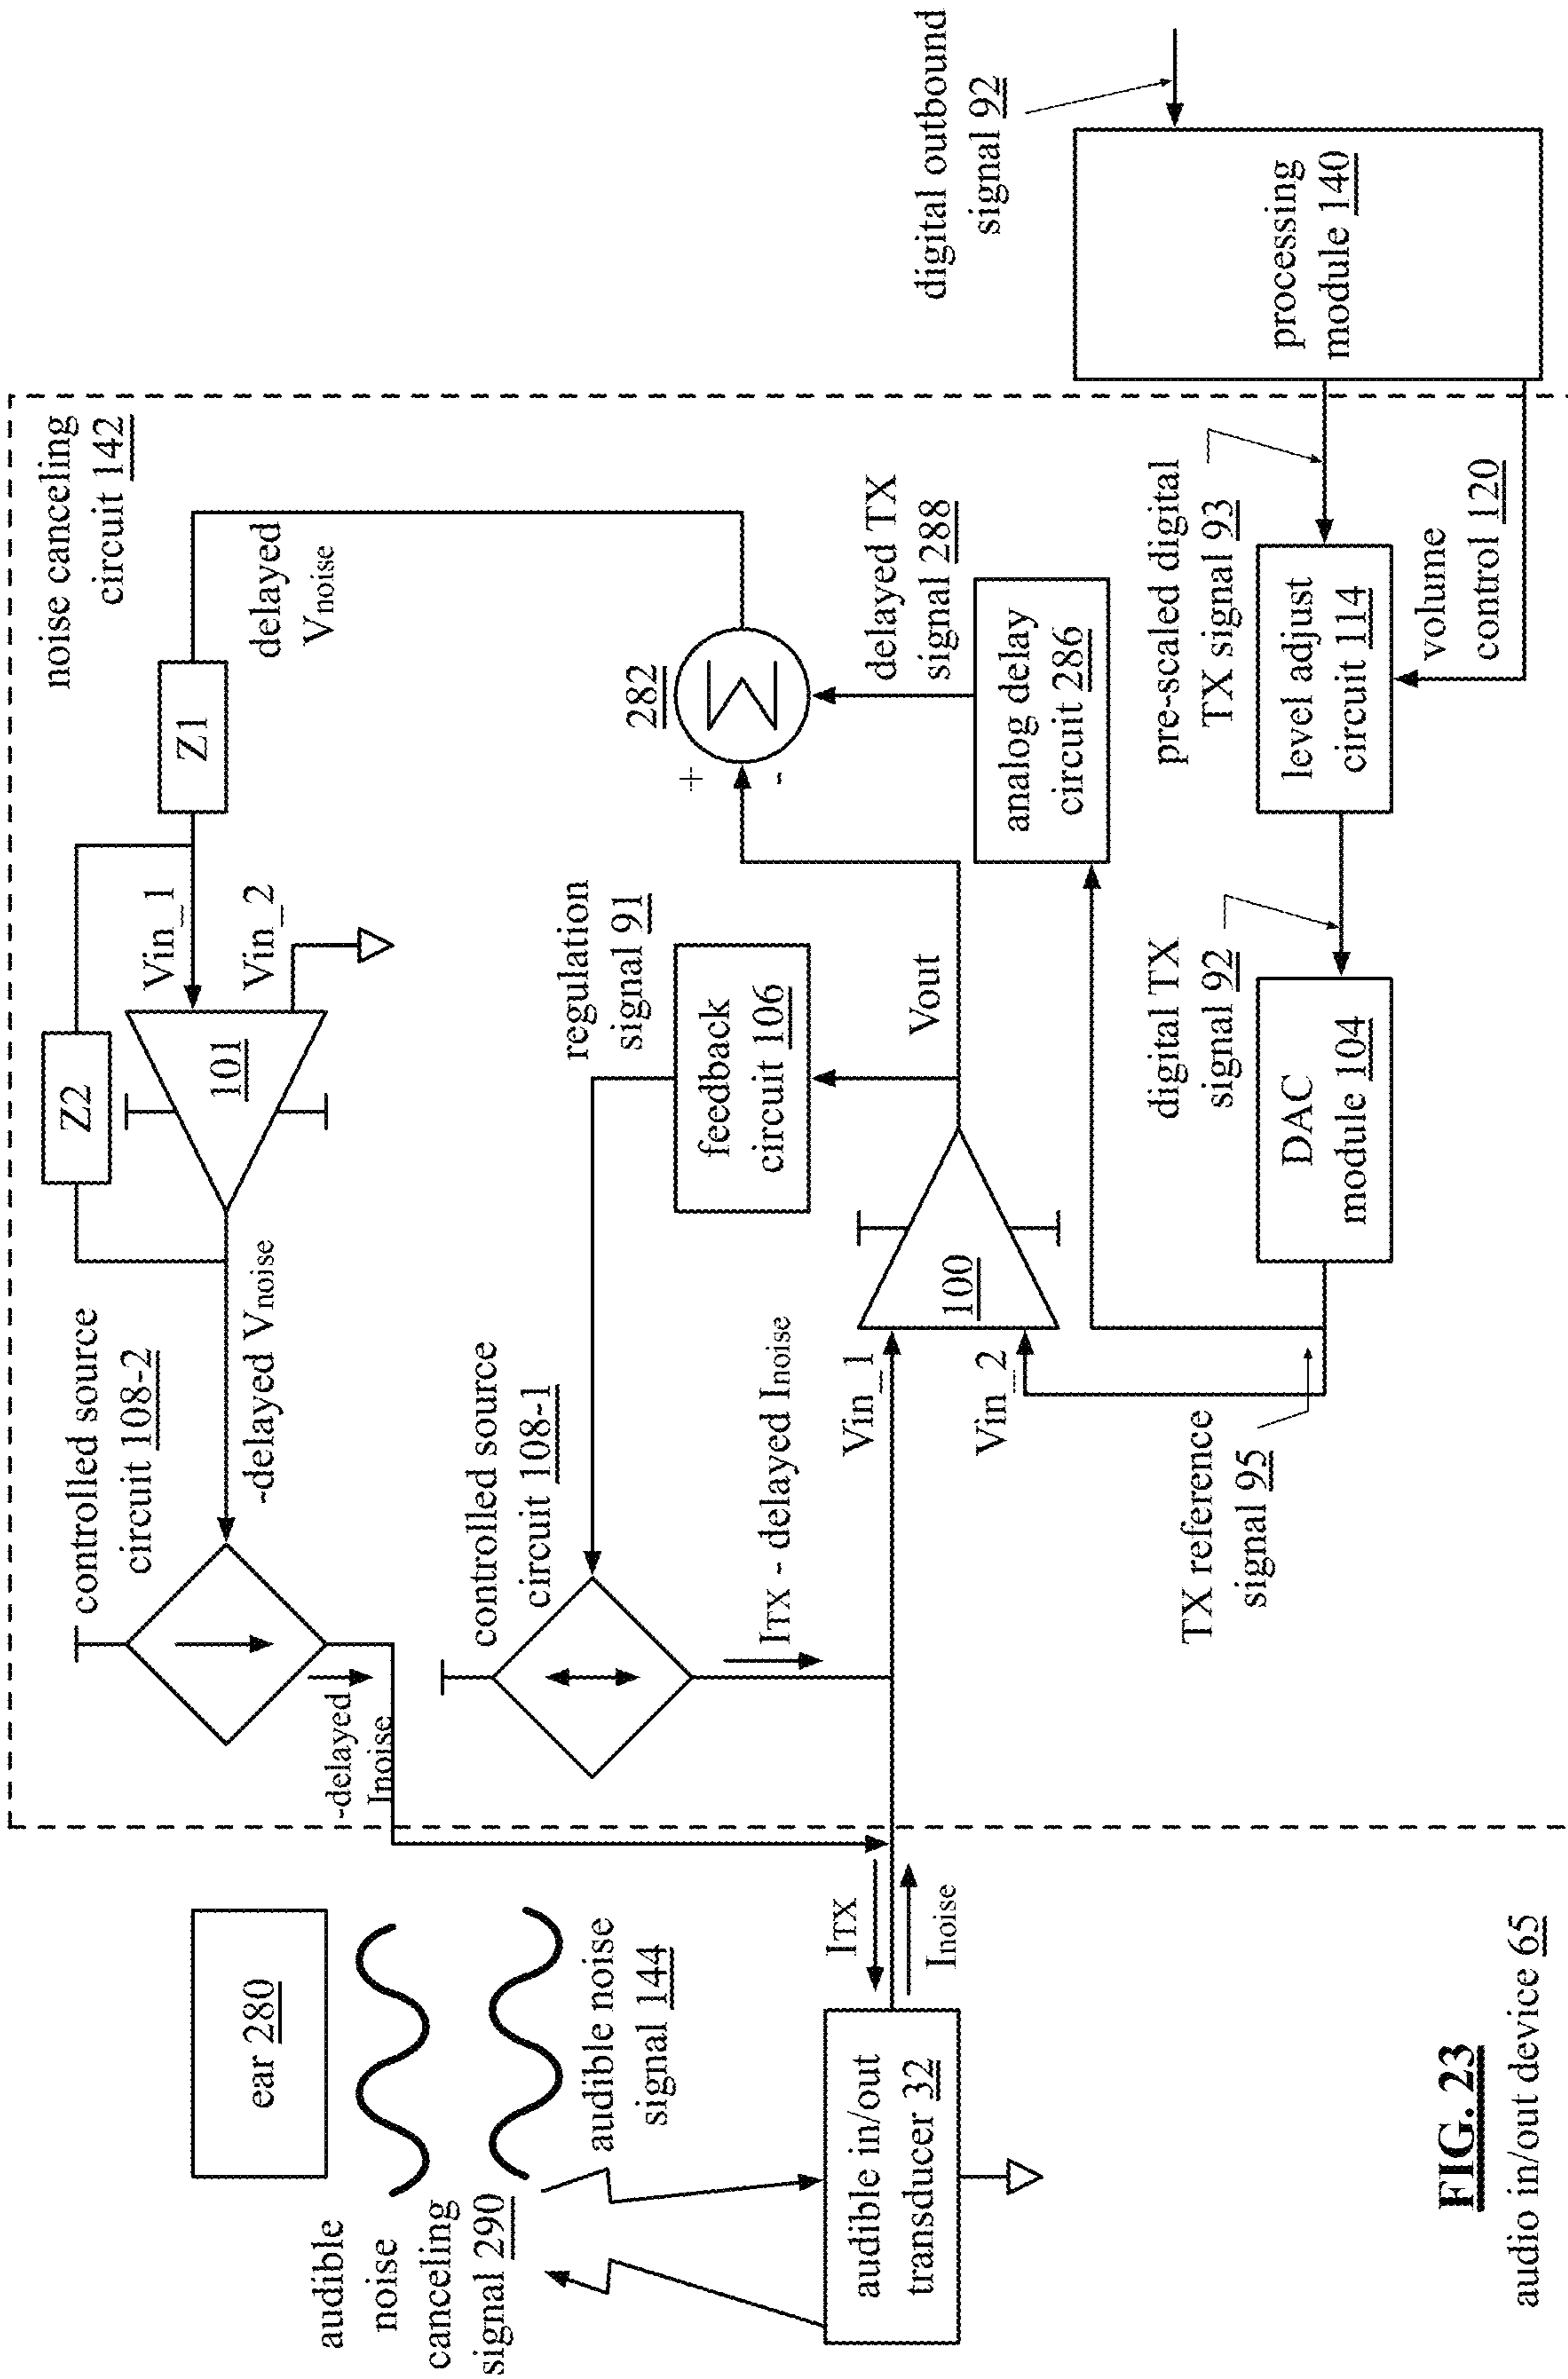 noise canceling
circuit 142
controlled source
circuit 108-2
Z2
101
Z1
Vin_1
Vin_2
-delayed Vnoise
delayed
Vnoise
-delayed
Inoise
ear 280
audible
noise
canceling
signal 290
audible noise
signal 144
controlled source
circuit 108-1
regulation
signal 91
feedback
circuit 106
282
+
-
Σ
ITX - delayed Inoise
ITX
Inoise
audible in/out
transducer 32
Vin_1
Vin_2
100
Vout
delayed TX
signal 288
analog delay
circuit 286
digital outbound
signal 92
TX reference
signal 95
DAC
module 104
digital TX
signal 92
level adjust
circuit 114
pre-scaled digital
TX signal 93
volume
control 120
processing
module 140
FIG. 23
audio in/out device 65